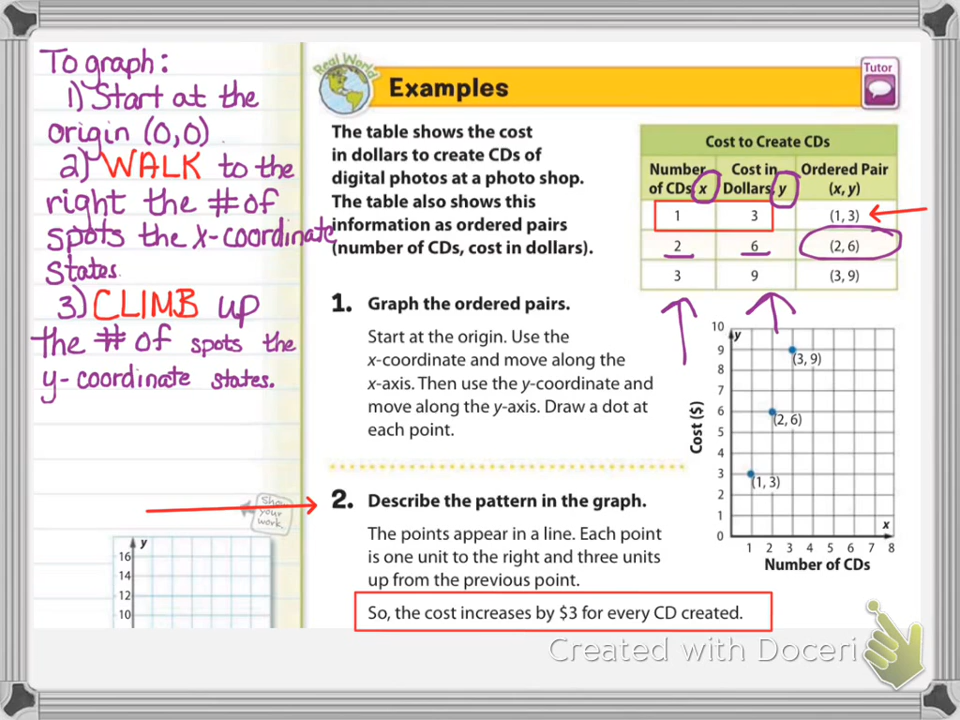 To graph:
1) Start at the
origin (0,0)
2) WALK to the
right the # of
spots the x-coordinate
states.
3) CLIMB up
the # of spots the
y-coordinate states.
Real World
Examples
Tutor
The table shows the cost
in dollars to create CDs of
digital photos at a photo shop.
The table also shows this
information as ordered pairs
(number of CDs, cost in dollars).
Cost to Create CDs
Number of CDs, x
Cost in Dollars, y
Ordered Pair (x, y)
1 3 (1, 3)
2 6 (2, 6)
3 9 (3, 9)
1. Graph the ordered pairs.
Start at the origin. Use the
x-coordinate and move along the
x-axis. Then use the y-coordinate and
move along the y-axis. Draw a dot at
each point.
10
9
8
7
6
5
4
3
2
1
0
y
Cost ($)
(3, 9)
(2, 6)
(1, 3)
x
1 2 3 4 5 6 7 8
Number of CDs
2. Describe the pattern in the graph.
The points appear in a line. Each point
is one unit to the right and three units
up from the previous point.
So, the cost increases by $3 for every CD created.
Show
your
work.
y
16
14
12
10
Created with Doceri